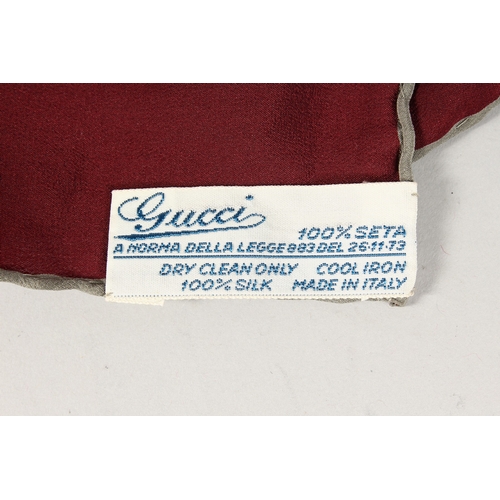 Gucci
100% SETA
A NORMA DELLA LEGGE 883 DEL 26·11·73
DRY CLEAN ONLY COOL IRON
100% SILK MADE IN ITALY